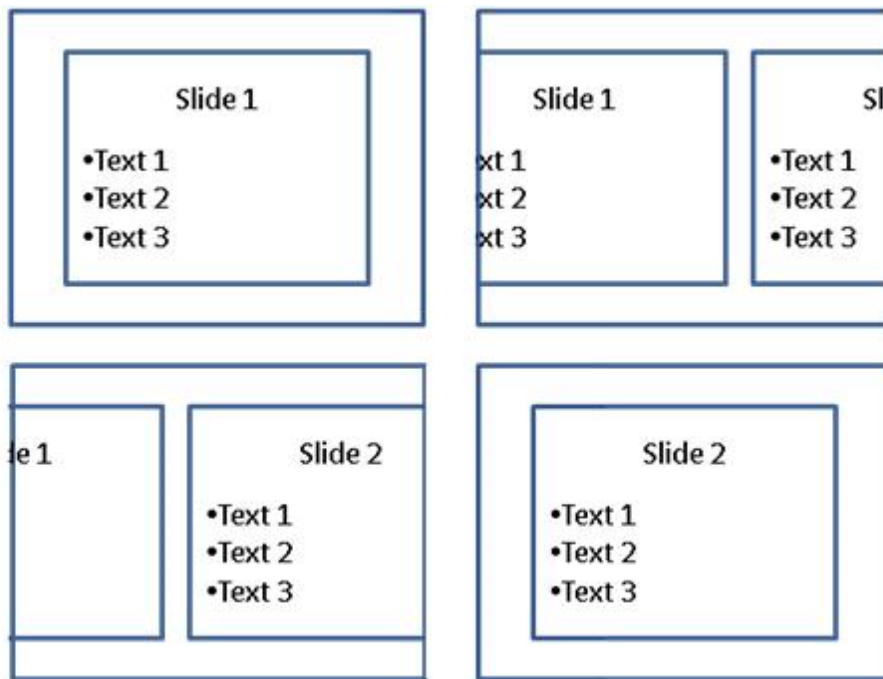 Slide 1
•Text 1
•Text 2
•Text 3
Slide 1
Sl
xt 1
xt 2
xt 3
•Text 1
•Text 2
•Text 3
le 1
Slide 2
•Text 1
•Text 2
•Text 3
Slide 2
•Text 1
•Text 2
•Text 3